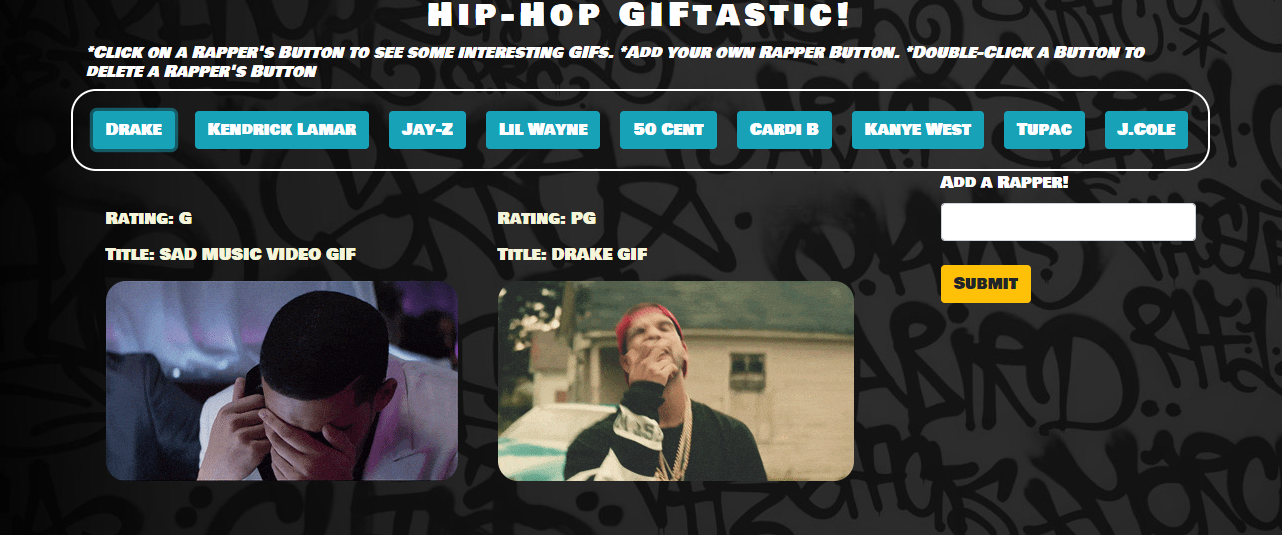 Hip-Hop GIFtastic!
*Click on a Rapper's Button to see some interesting GIFs. *Add your own Rapper Button. *Double-Click a Button to
delete a Rapper's Button
Drake Kendrick Lamar Jay-Z Lil Wayne 50 Cent Cardi B Kanye West Tupac J.Cole
Add a Rapper!
Rating: G Rating: PG
Title: SAD MUSIC VIDEO GIF Title: DRAKE GIF
Submit